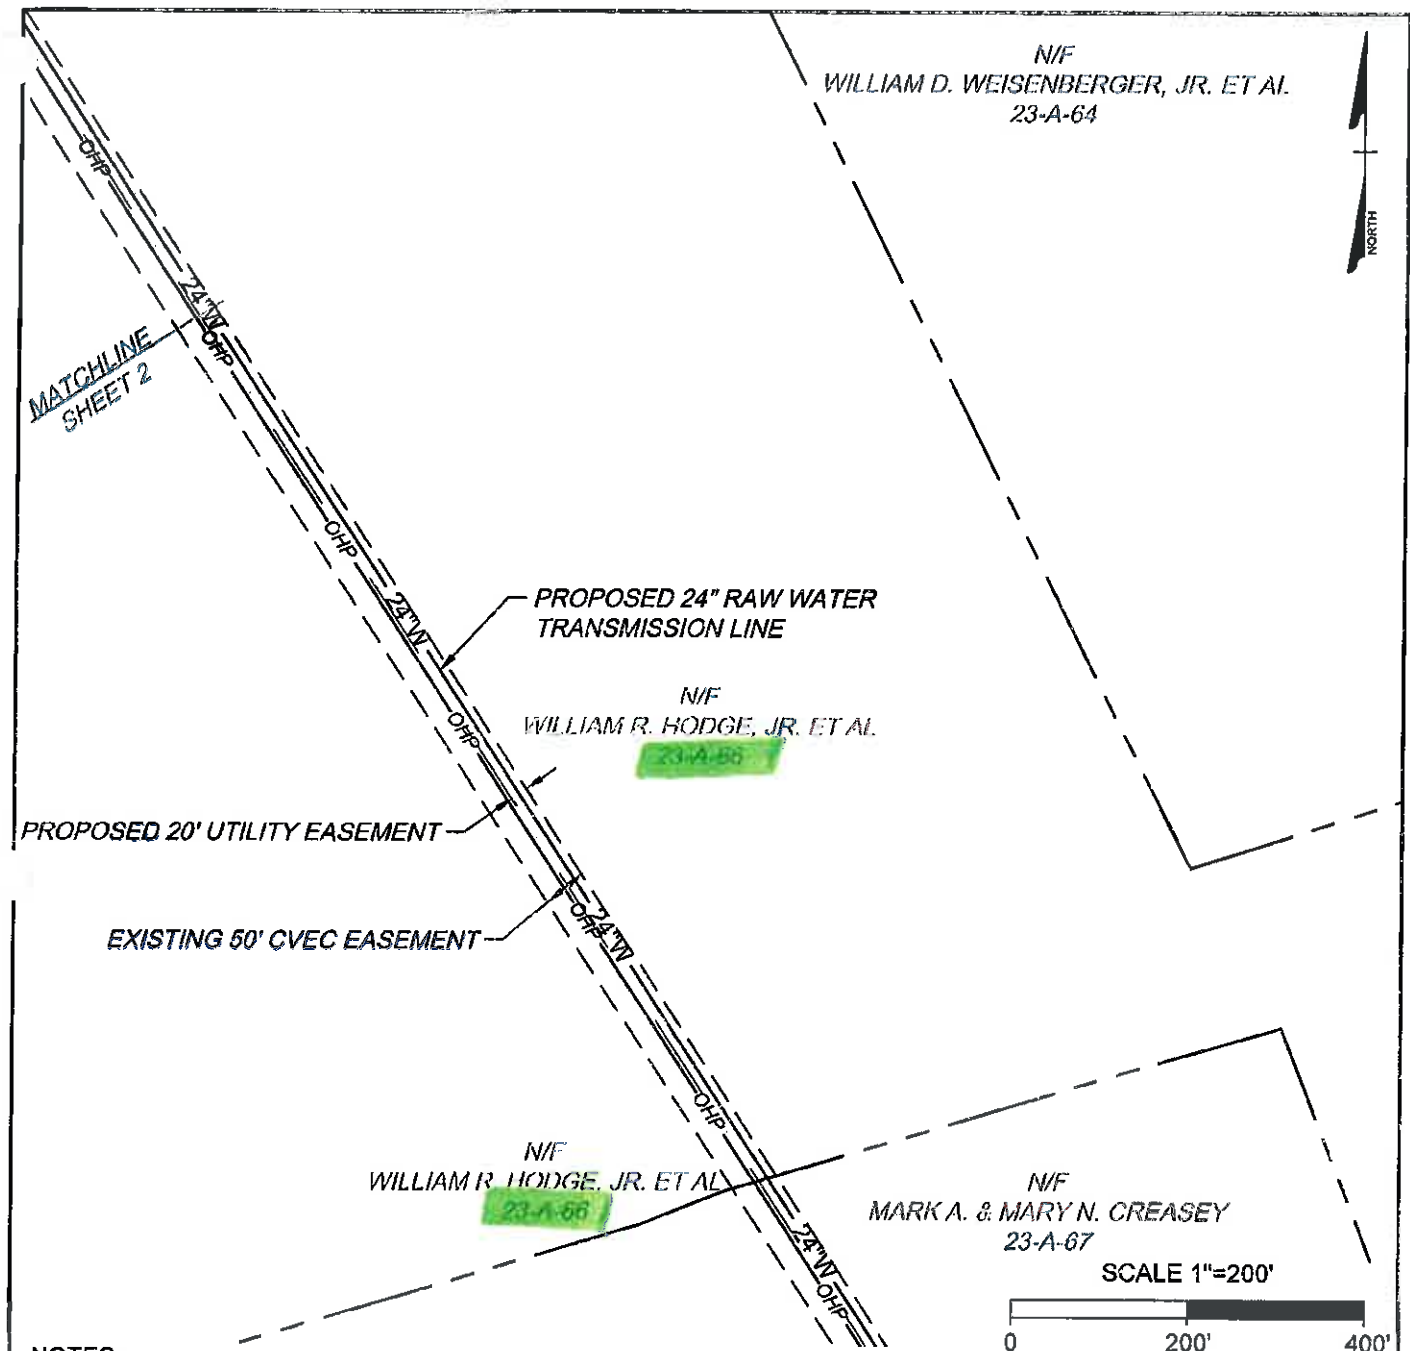 N/F
WILLIAM D. WEISENBERGER, JR. ET AL
23-A-64
NORTH
OHP
24"W
OHP
MATCHLINE
SHEET 2
OHP
24"W
PROPOSED 24" RAW WATER
TRANSMISSION LINE
N/F
WILLIAM R. HODGE, JR. ET AL
23-A-66
OHP
PROPOSED 20' UTILITY EASEMENT
EXISTING 50' CVEC EASEMENT
OHP
24"W
OHP
N/F
WILLIAM R. HODGE, JR. ET AL
23-A-66
N/F
MARK A. & MARY N. CREASEY
23-A-67
24"W
OHP
SCALE 1"=200'
0 200' 400'